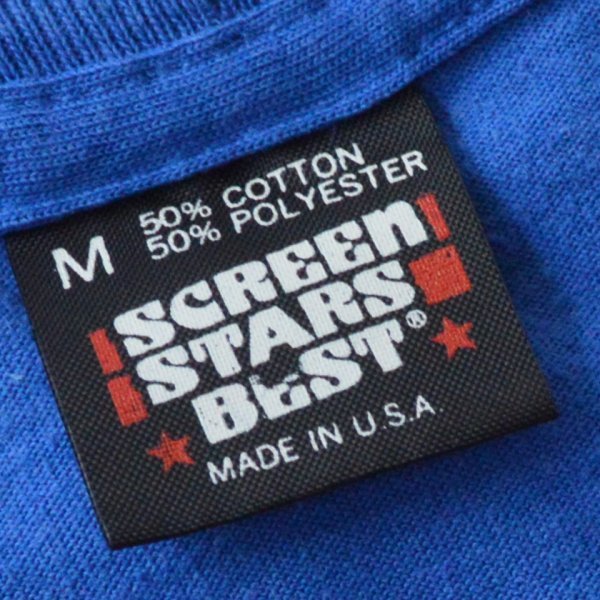 M
50% COTTON
50% POLYESTER
SCREEN
STARS
BEST®
MADE IN U.S.A.